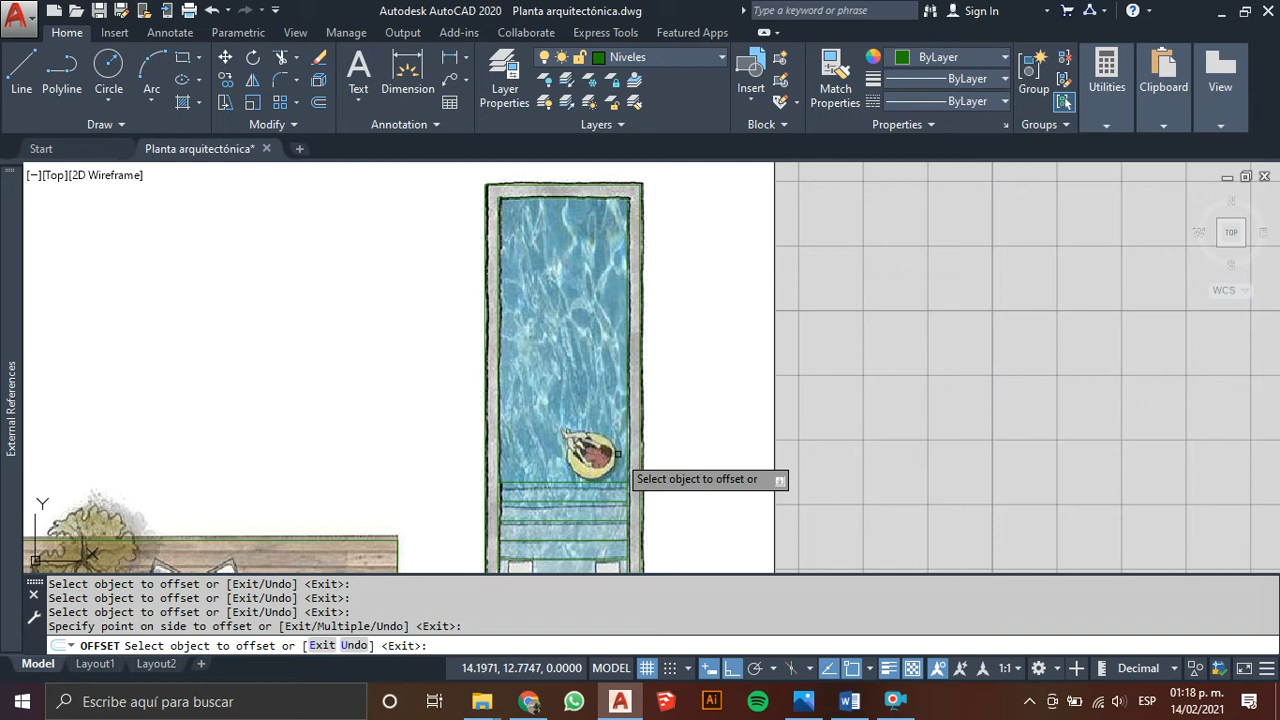 Autodesk AutoCAD 2020 Planta arquitectónica.dwg
Type a keyword or phrase
Sign In
Home Insert Annotate Parametric View Manage Output Add-ins Collaborate Express Tools Featured Apps
Line Polyline Circle Arc
Text Dimension
Layer Properties
Niveles
Insert
Match Properties
ByLayer
ByLayer
ByLayer
Group
Utilities Clipboard View
Draw Modify Annotation Layers Block Properties Groups
Start Planta arquitectónica*
[−][Top][2D Wireframe]
N
TOP
E
S
WCS
External References
Select object to offset or
Y
X
Select object to offset or [Exit/Undo] <Exit>:
Select object to offset or [Exit/Undo] <Exit>:
Select object to offset or [Exit/Undo] <Exit>:
Specify point on side to offset or [Exit/Multiple/Undo] <Exit>:
OFFSET Select object to offset or [Exit Undo] <Exit>:
Model Layout1 Layout2
14.1971, 12.7747, 0.0000 MODEL 1:1 Decimal
Escribe aquí para buscar
ESP
01:18 p. m.
14/02/2021